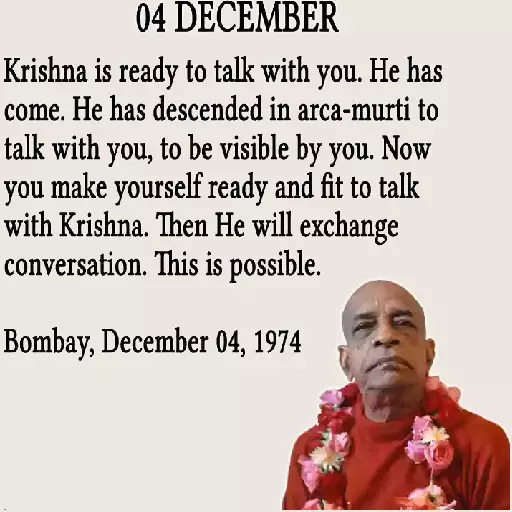 04 DECEMBER
Krishna is ready to talk with you. He has
come. He has descended in arca-murti to
talk with you, to be visible by you. Now
you make yourself ready and fit to talk
with Krishna. Then He will exchange
conversation. This is possible.
Bombay, December 04, 1974